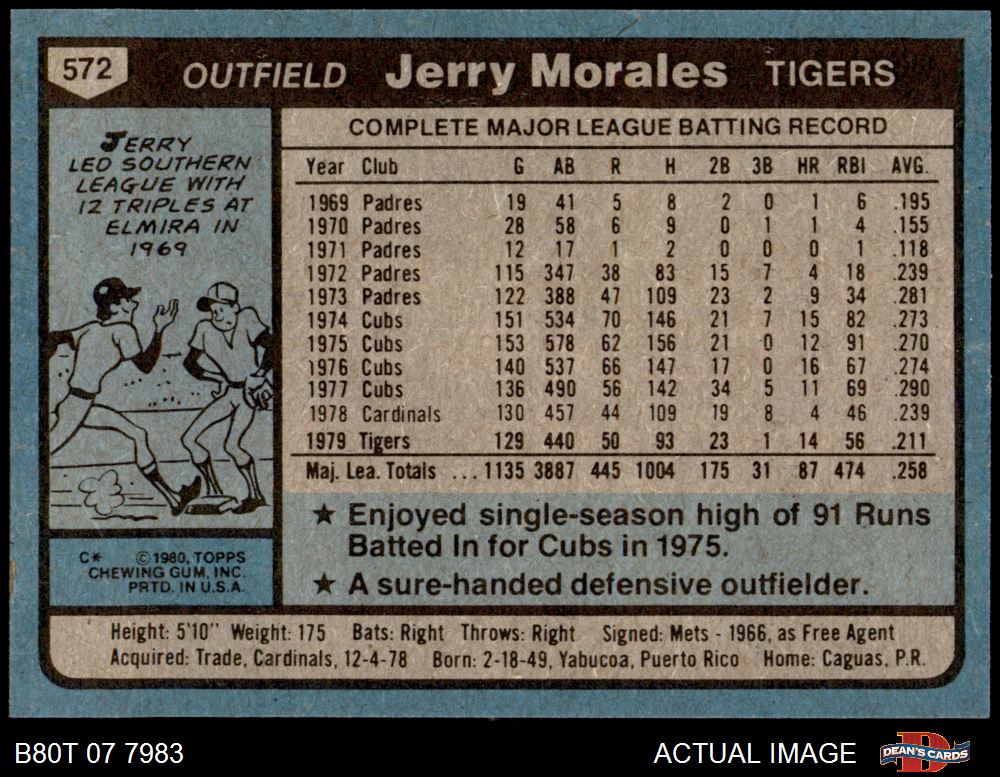 572 OUTFIELD Jerry Morales TIGERS
JERRY
LED SOUTHERN
LEAGUE WITH
12 TRIPLES AT
ELMIRA IN
1969
C* © 1980, TOPPS
CHEWING GUM, INC.
PRTD. IN U.S.A.
COMPLETE MAJOR LEAGUE BATTING RECORD
Year Club G AB R H 2B 3B HR RBI AVG.
1969 Padres 19 41 5 8 2 0 1 6 .195
1970 Padres 28 58 6 9 0 1 1 4 .155
1971 Padres 12 17 1 2 0 0 0 1 .118
1972 Padres 115 347 38 83 15 7 4 18 .239
1973 Padres 122 388 47 109 23 2 9 34 .281
1974 Cubs 151 534 70 146 21 7 15 82 .273
1975 Cubs 153 578 62 156 21 0 12 91 .270
1976 Cubs 140 537 66 147 17 0 16 67 .274
1977 Cubs 136 490 56 142 34 5 11 69 .290
1978 Cardinals 130 457 44 109 19 8 4 46 .239
1979 Tigers 129 440 50 93 23 1 14 56 .211
Maj. Lea. Totals ... 1135 3887 445 1004 175 31 87 474 .258
★ Enjoyed single-season high of 91 Runs
Batted In for Cubs in 1975.
★ A sure-handed defensive outfielder.
Height: 5'10" Weight: 175 Bats: Right Throws: Right Signed: Mets - 1966, as Free Agent
Acquired: Trade, Cardinals, 12-4-78 Born: 2-18-49, Yabucoa, Puerto Rico Home: Caguas, P.R.
B80T 07 7983 ACTUAL IMAGE DEAN'S CARDS